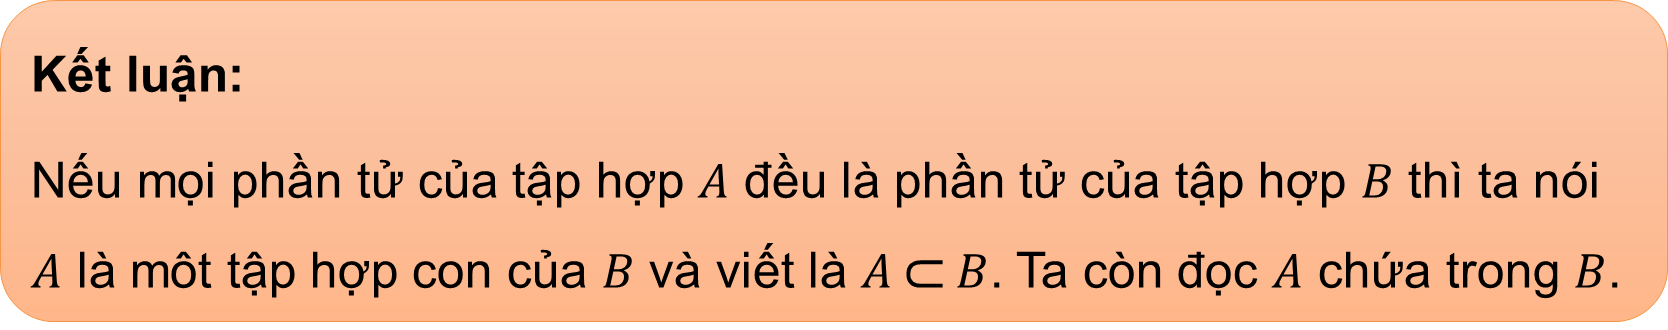 Kết luận:
Nếu mọi phần tử của tập hợp A đều là phần tử của tập hợp B thì ta nói
A là môt tập hợp con của B và viết là A ⊂ B. Ta còn đọc A chứa trong B.